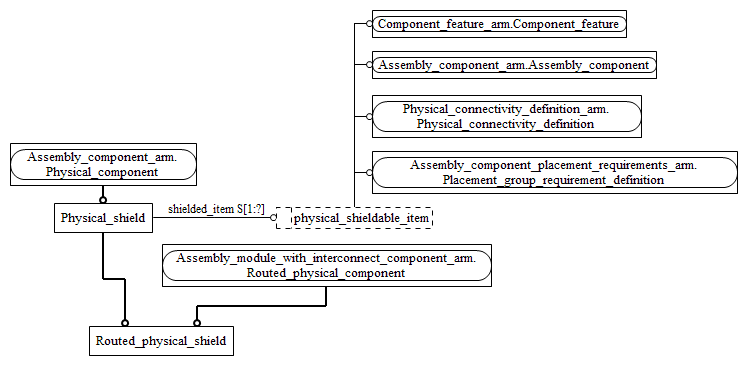 Component_feature_arm.Component_feature
Assembly_component_arm.Assembly_component
Physical_connectivity_definition_arm.
Physical_connectivity_definition
Assembly_component_arm.
Physical_component
Assembly_component_placement_requirements_arm.
Placement_group_requirement_definition
Physical_shield
shielded_item S[1:?]
physical_shieldable_item
Assembly_module_with_interconnect_component_arm.
Routed_physical_component
Routed_physical_shield